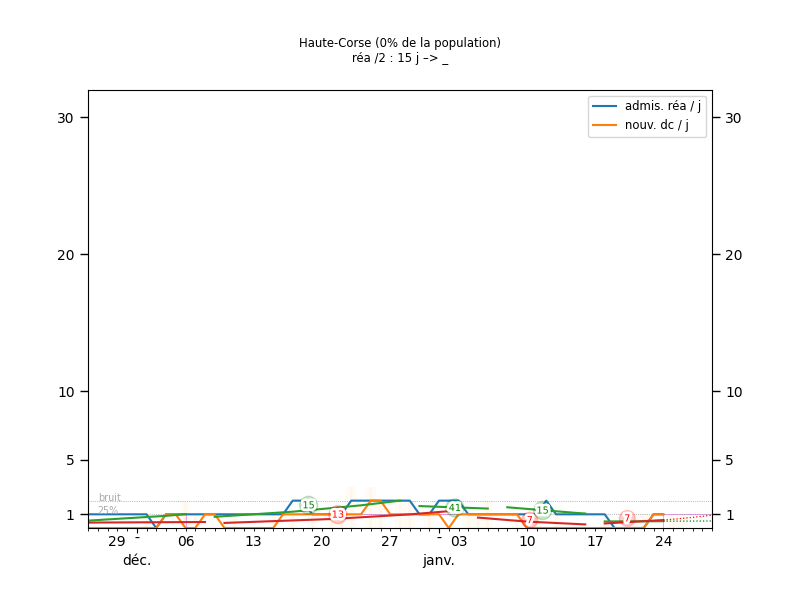 Haute-Corse (0% de la population)
réa /2 : 15 j –> _
admis. réa / j
nouv. dc / j
30 30
20 20
10 10
5 5
bruit
25%
1 1
15 13 41 7 15 7
29 - 06 13 20 27 - 03 10 17 24
déc. janv.